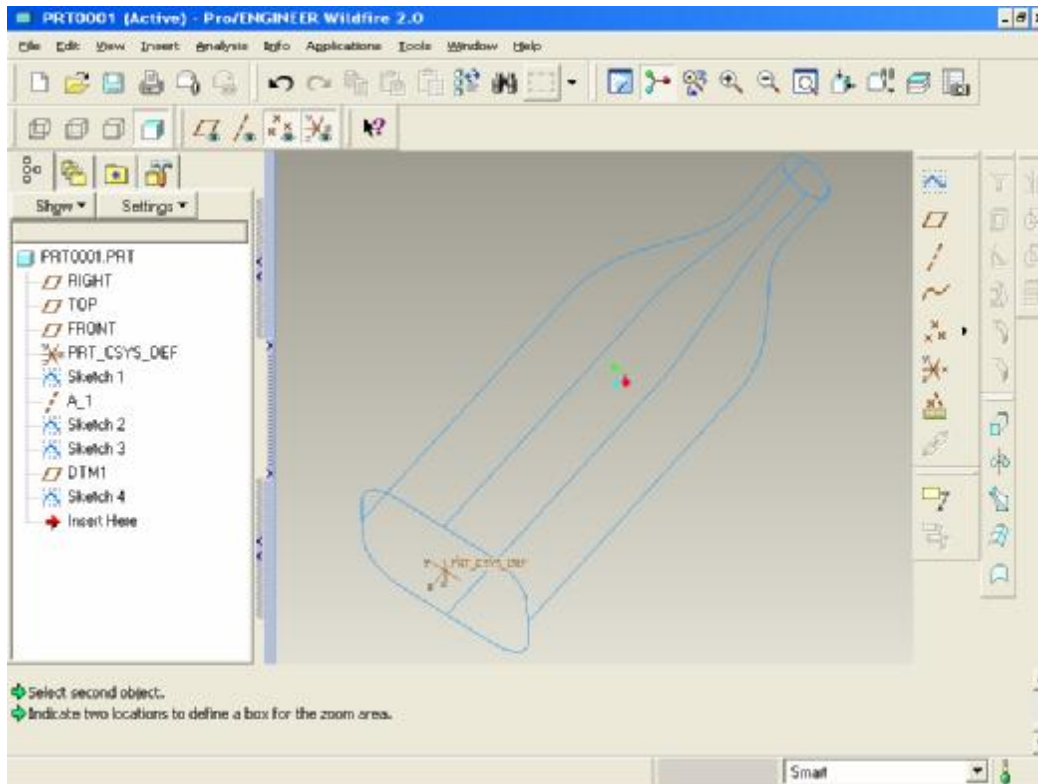 PRT0001 (Active) - Pro/ENGINEER Wildfire 2.0
File Edit View Insert Analysis Info Applications Tools Window Help
Show Settings
PRT0001.PRT
RIGHT
TOP
FRONT
PRT_CSYS_DEF
Sketch 1
A_1
Sketch 2
Sketch 3
DTM1
Sketch 4
Insert Here
PRT_CSYS_DEF
Select second object.
Indicate two locations to define a box for the zoom area.
Smart